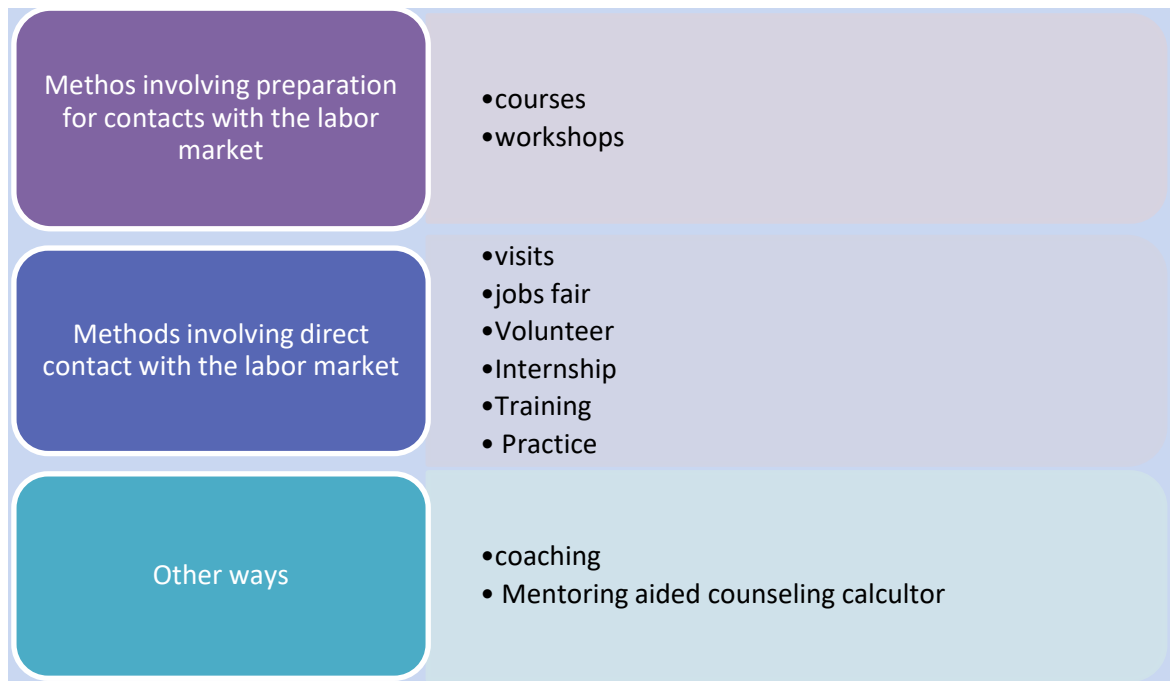 Methos involving preparation
for contacts with the labor
market
•courses
•workshops
Methods involving direct
contact with the labor market
•visits
•jobs fair
•Volunteer
•Internship
•Training
• Practice
Other ways
•coaching
• Mentoring aided counseling calcultor